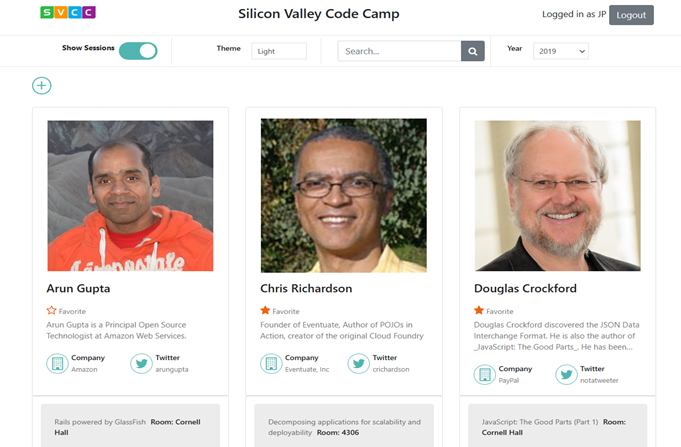 S V C C
Silicon Valley Code Camp
Logged in as JP
Logout
Show Sessions
Theme
Light
Search...
Year
2019
Arun Gupta
Favorite
Arun Gupta is a Principal Open Source
Technologist at Amazon Web Services.
Company
Amazon
Twitter
arungupta
Rails powered by GlassFish Room: Cornell
Hall
Chris Richardson
Favorite
Founder of Eventuate, Author of POJOs in
Action, creator of the original Cloud Foundry
Company
Eventuate, Inc
Twitter
crichardson
Decomposing applications for scalability and
deployability Room: 4306
Douglas Crockford
Favorite
Douglas Crockford discovered the JSON Data
Interchange Format. He is also the author of
_JavaScript: The Good Parts_. He has been...
Company
PayPal
Twitter
notatweeter
JavaScript: The Good Parts (Part 1) Room:
Cornell Hall